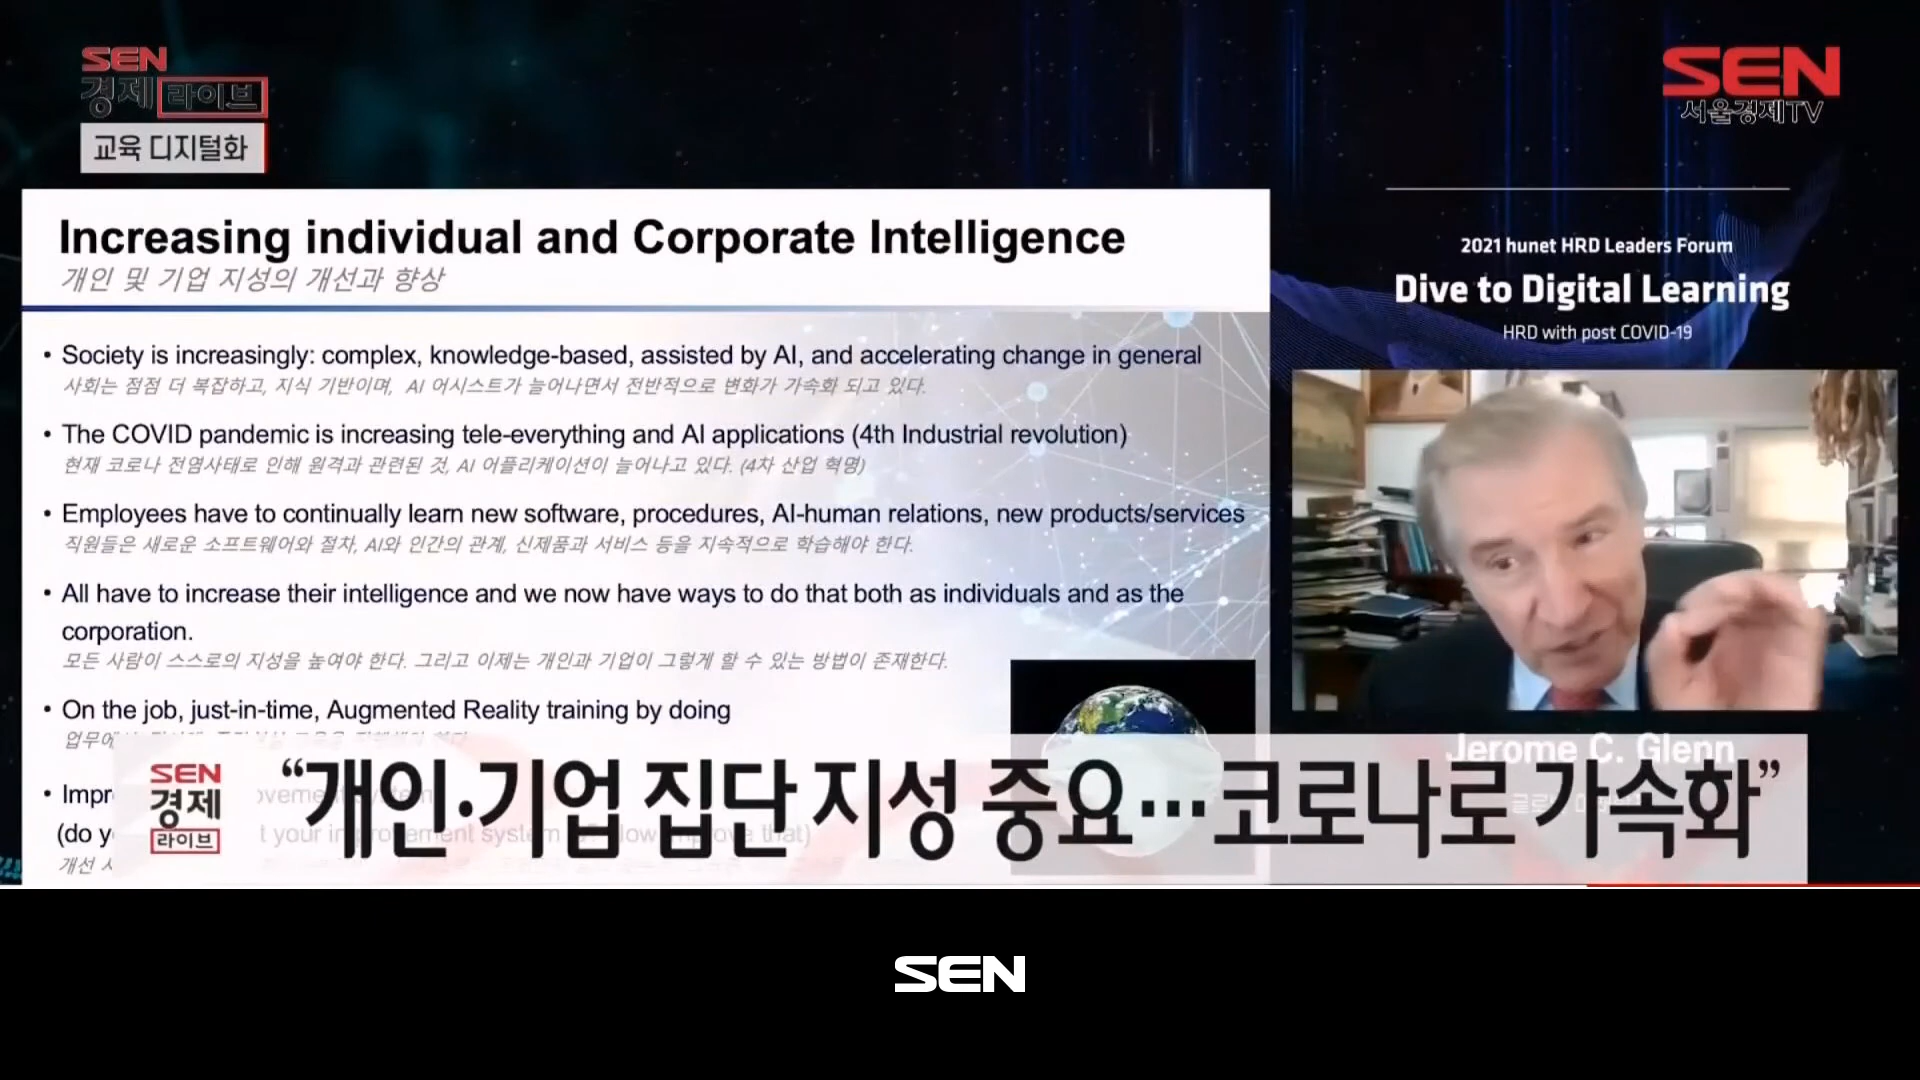 SEN
경제라이브
교육 디지털화
SEN
서울경제TV
Increasing individual and Corporate Intelligence
개인 및 기업 지성의 개선과 향상
• Society is increasingly: complex, knowledge-based, assisted by AI, and accelerating change in general
사회는 점점 더 복잡하고, 지식 기반이며, AI 어시스트가 늘어나면서 전반적으로 변화가 가속화 되고 있다.
• The COVID pandemic is increasing tele-everything and AI applications (4th Industrial revolution)
현재 코로나 전염사태로 인해 원격과 관련된 것, AI 어플리케이션이 늘어나고 있다. (4차 산업 혁명)
• Employees have to continually learn new software, procedures, AI-human relations, new products/services
직원들은 새로운 소프트웨어와 절차, AI와 인간의 관계, 신제품과 서비스 등을 지속적으로 학습해야 한다.
• All have to increase their intelligence and we now have ways to do that both as individuals and as the
corporation.
모든 사람이 스스로의 지성을 높여야 한다. 그리고 이제는 개인과 기업이 그렇게 할 수 있는 방법이 존재한다.
• On the job, just-in-time, Augmented Reality training by doing
• Impr
(do y t your improvement system improve that)
개선
2021 hunet HRD Leaders Forum
Dive to Digital Learning
HRD with post COVID-19
Jerome C. Glenn
SEN
경제
라이브
“개인·기업 집단 지성 중요…코로나로 가속화”
SEN